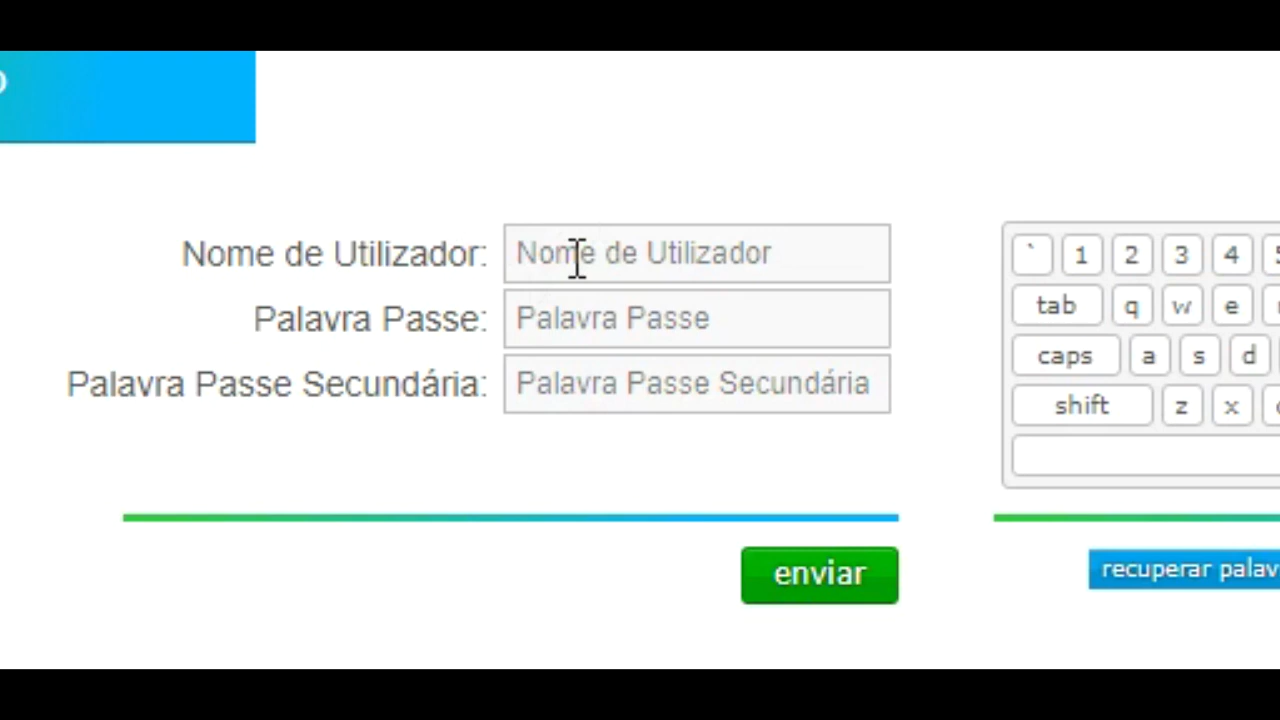 Nome de Utilizador: Nome de Utilizador
Palavra Passe: Palavra Passe
Palavra Passe Secundária: Palavra Passe Secundária
enviar
` 1 2 3 4
tab q w e
caps a s d
shift z x
recuperar